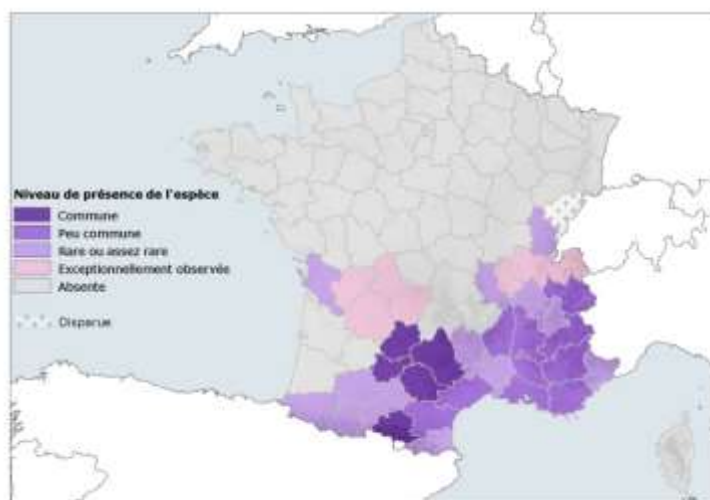 Niveau de présence de l'espèce
Commune
Peu commune
Rare ou assez rare
Exceptionnellement observée
Absente
Disparue